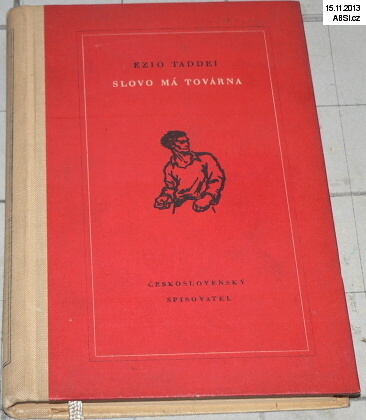 15.11.2013
ABSI.cz
EZIO TADDEI
SLOVO MÁ TOVÁRNA
ČESKOSLOVENSKÝ
SPISOVATEL